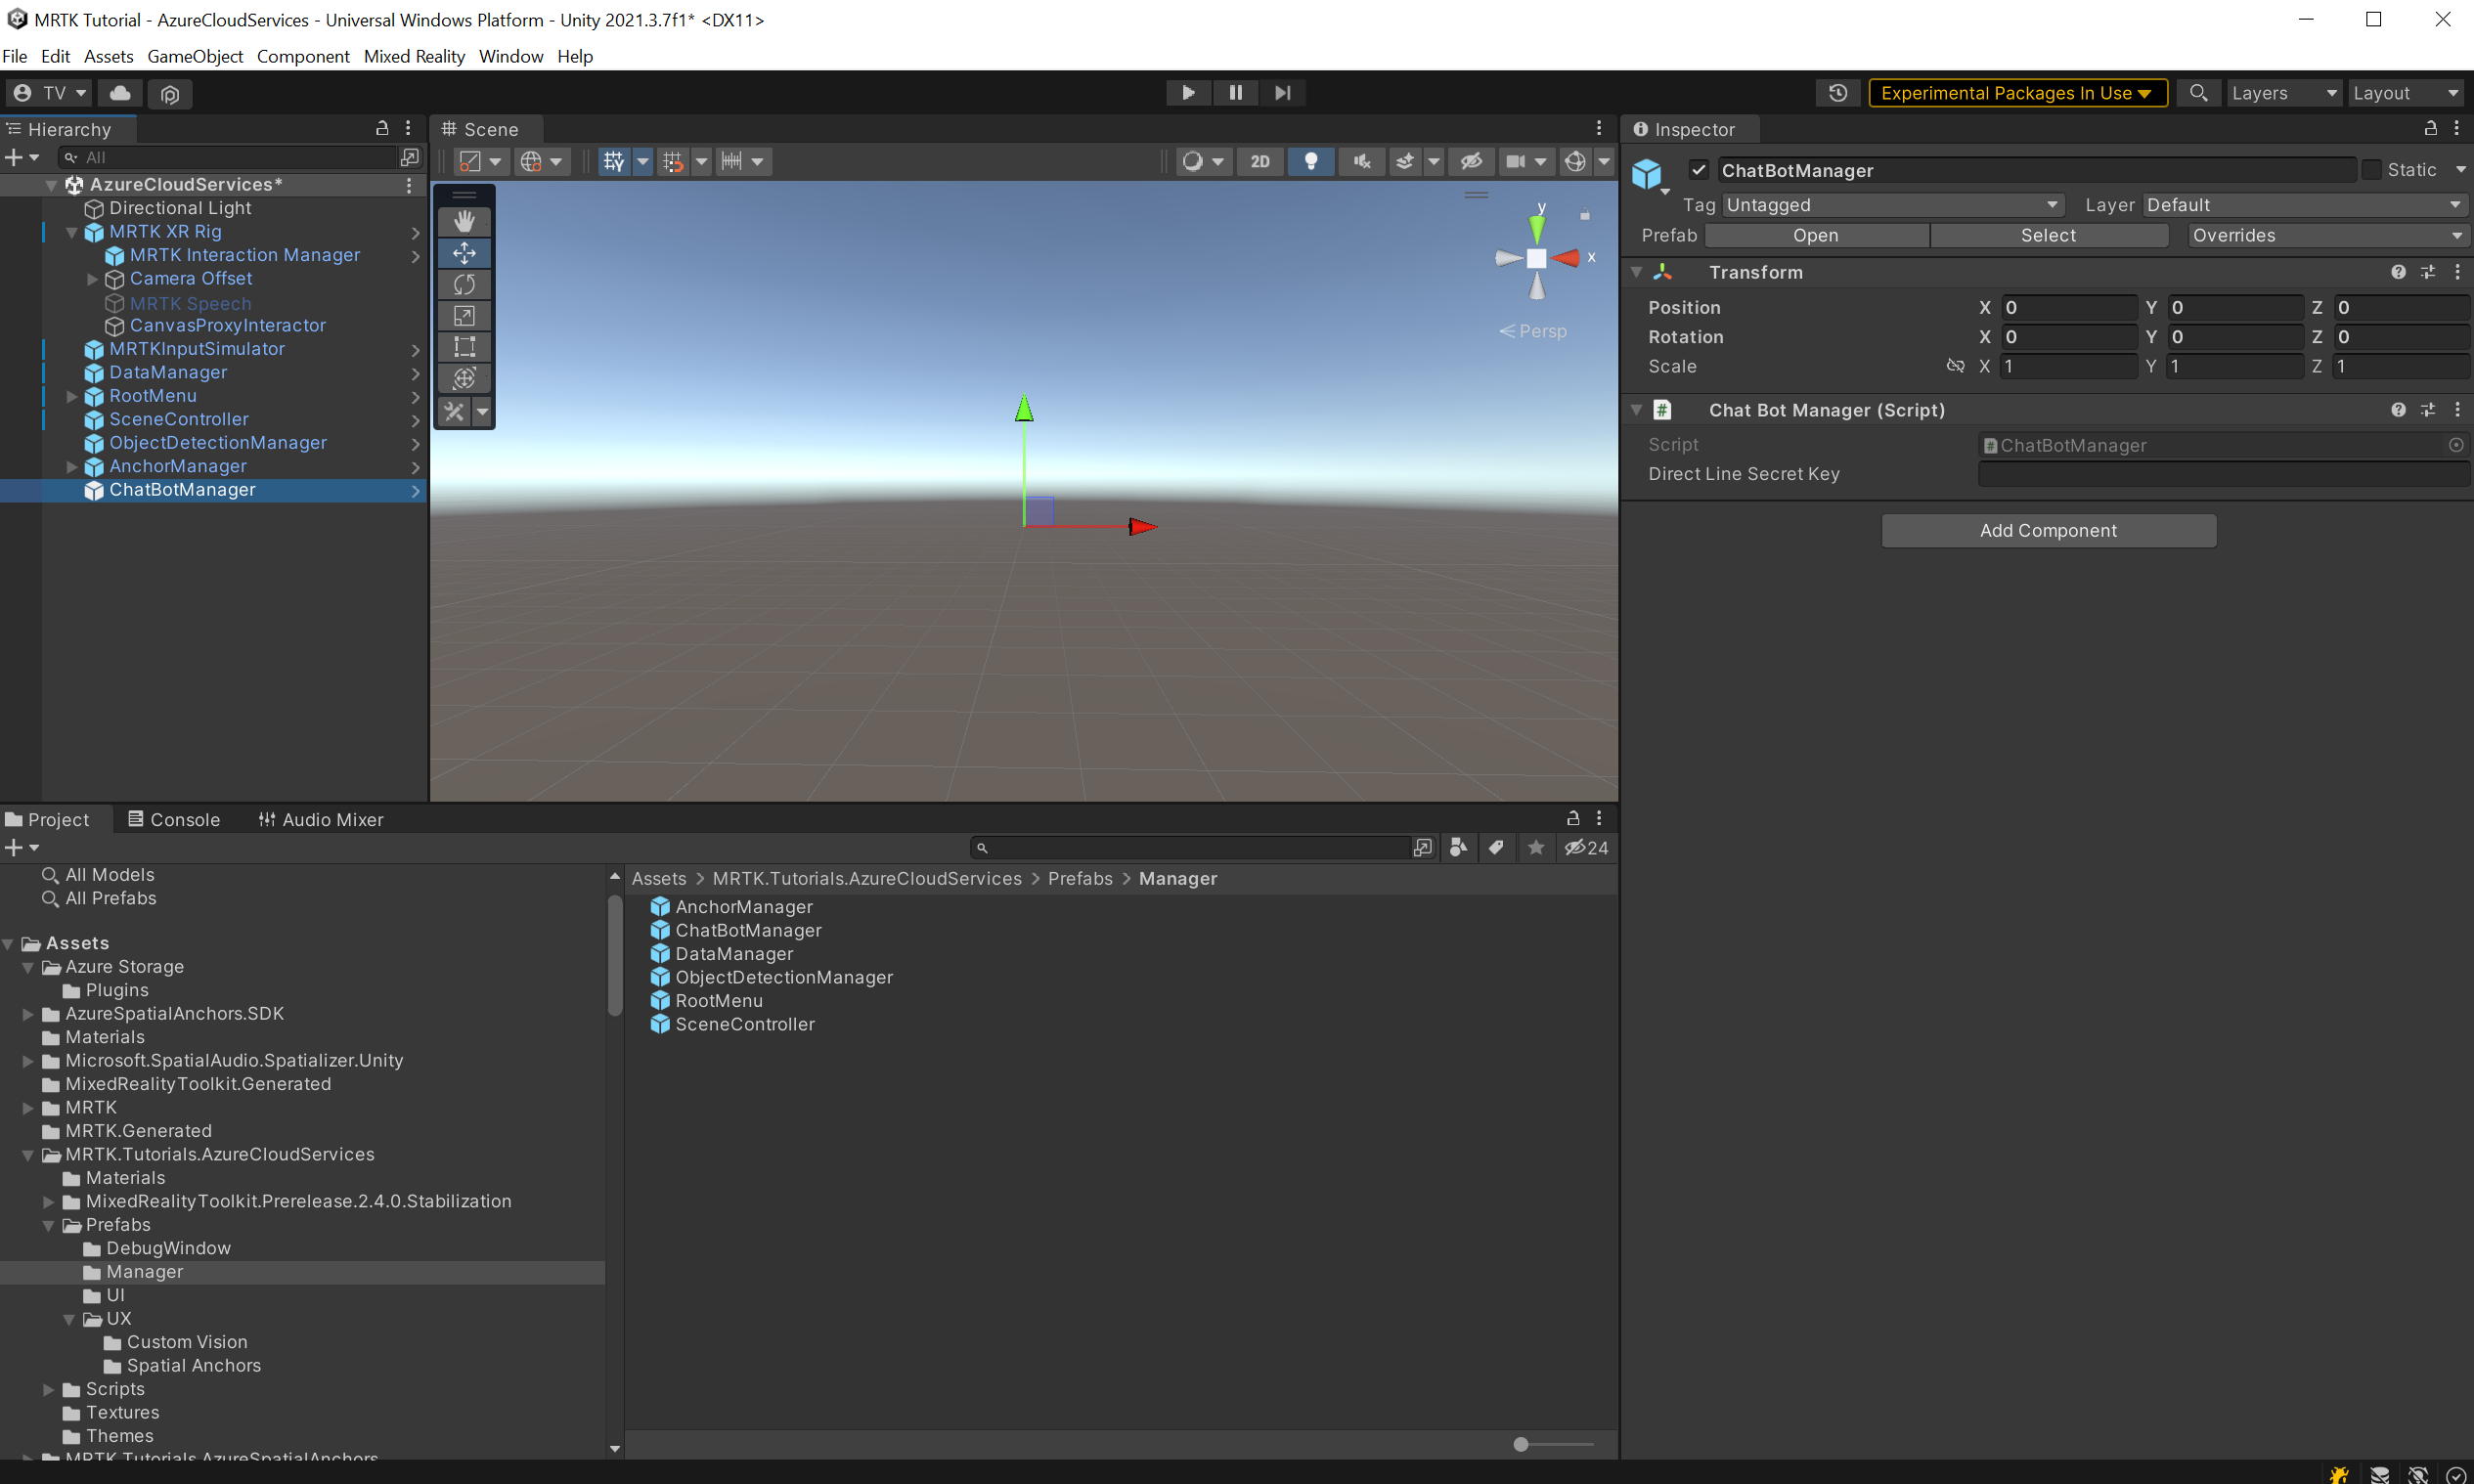 MRTK Tutorial - AzureCloudServices - Universal Windows Platform - Unity 2021.3.7f1* <DX11>
File Edit Assets GameObject Component Mixed Reality Window Help
TV
Experimental Packages In Use
Layers
Layout
Hierarchy
All
AzureCloudServices*
Directional Light
MRTK XR Rig
MRTK Interaction Manager
Camera Offset
MRTK Speech
CanvasProxyInteractor
MRTKInputSimulator
DataManager
RootMenu
SceneController
ObjectDetectionManager
AnchorManager
ChatBotManager
Scene
2D
y
x
Persp
Inspector
ChatBotManager
Static
Tag Untagged
Layer Default
Prefab Open Select Overrides
Transform
Position X 0 Y 0 Z 0
Rotation X 0 Y 0 Z 0
Scale X 1 Y 1 Z 1
# Chat Bot Manager (Script)
Script # ChatBotManager
Direct Line Secret Key
Add Component
Project
Console
Audio Mixer
24
All Models
All Prefabs
Assets
Azure Storage
Plugins
AzureSpatialAnchors.SDK
Materials
Microsoft.SpatialAudio.Spatializer.Unity
MixedRealityToolkit.Generated
MRTK
MRTK.Generated
MRTK.Tutorials.AzureCloudServices
Materials
MixedRealityToolkit.Prerelease.2.4.0.Stabilization
Prefabs
DebugWindow
Manager
UI
UX
Custom Vision
Spatial Anchors
Scripts
Textures
Themes
MRTK.Tutorials.AzureSpatialAnchors
Assets > MRTK.Tutorials.AzureCloudServices > Prefabs > Manager
AnchorManager
ChatBotManager
DataManager
ObjectDetectionManager
RootMenu
SceneController